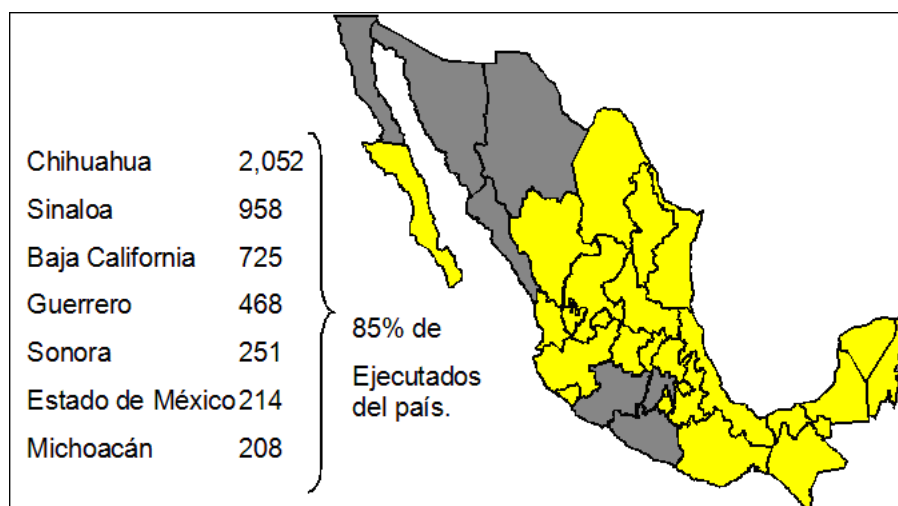 Chihuahua 2,052
Sinaloa 958
Baja California 725
Guerrero 468
Sonora 251
Estado de México 214
Michoacán 208
85% de
Ejecutados
del país.